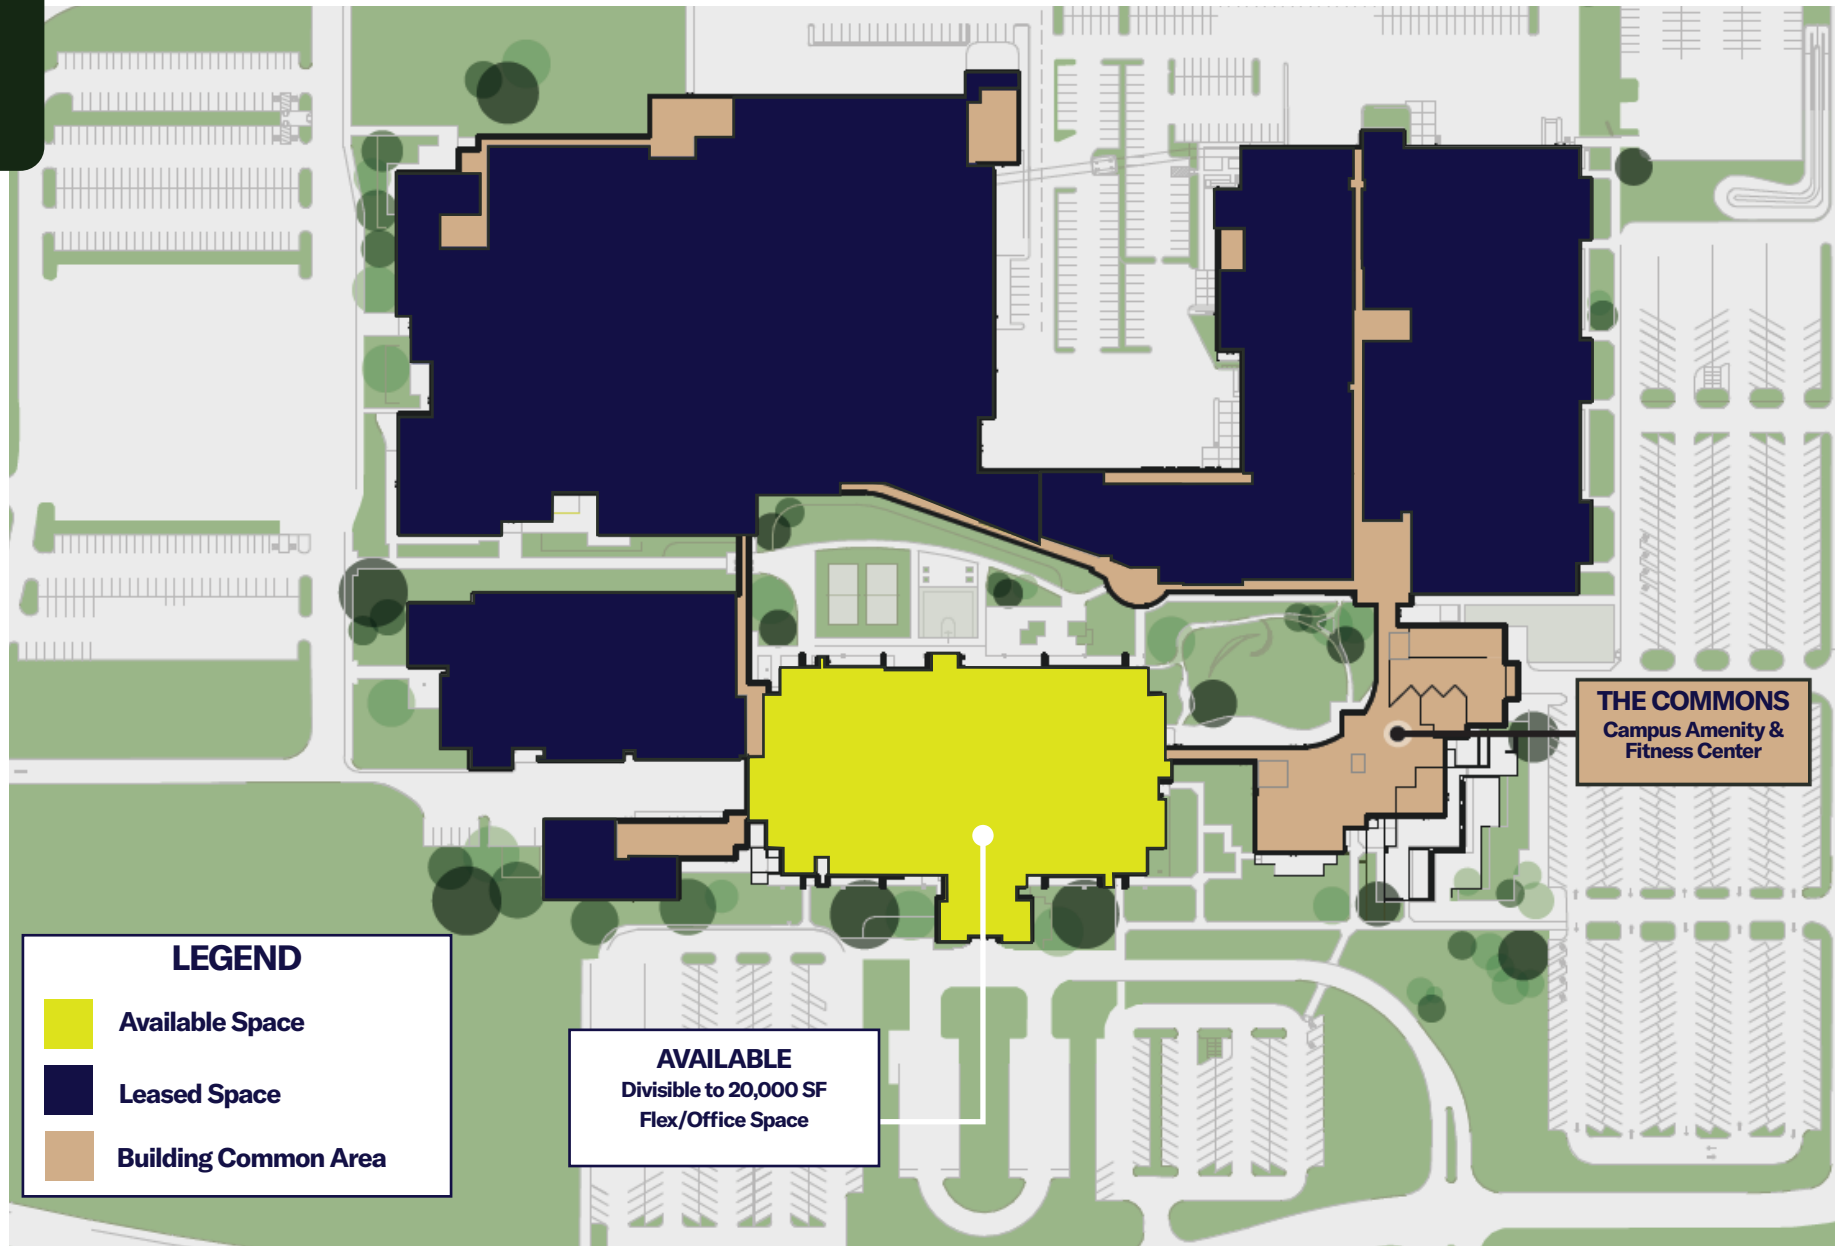 THE COMMONS
Campus Amenity &
Fitness Center
LEGEND
Available Space
Leased Space
Building Common Area
AVAILABLE
Divisible to 20,000 SF
Flex/Office Space